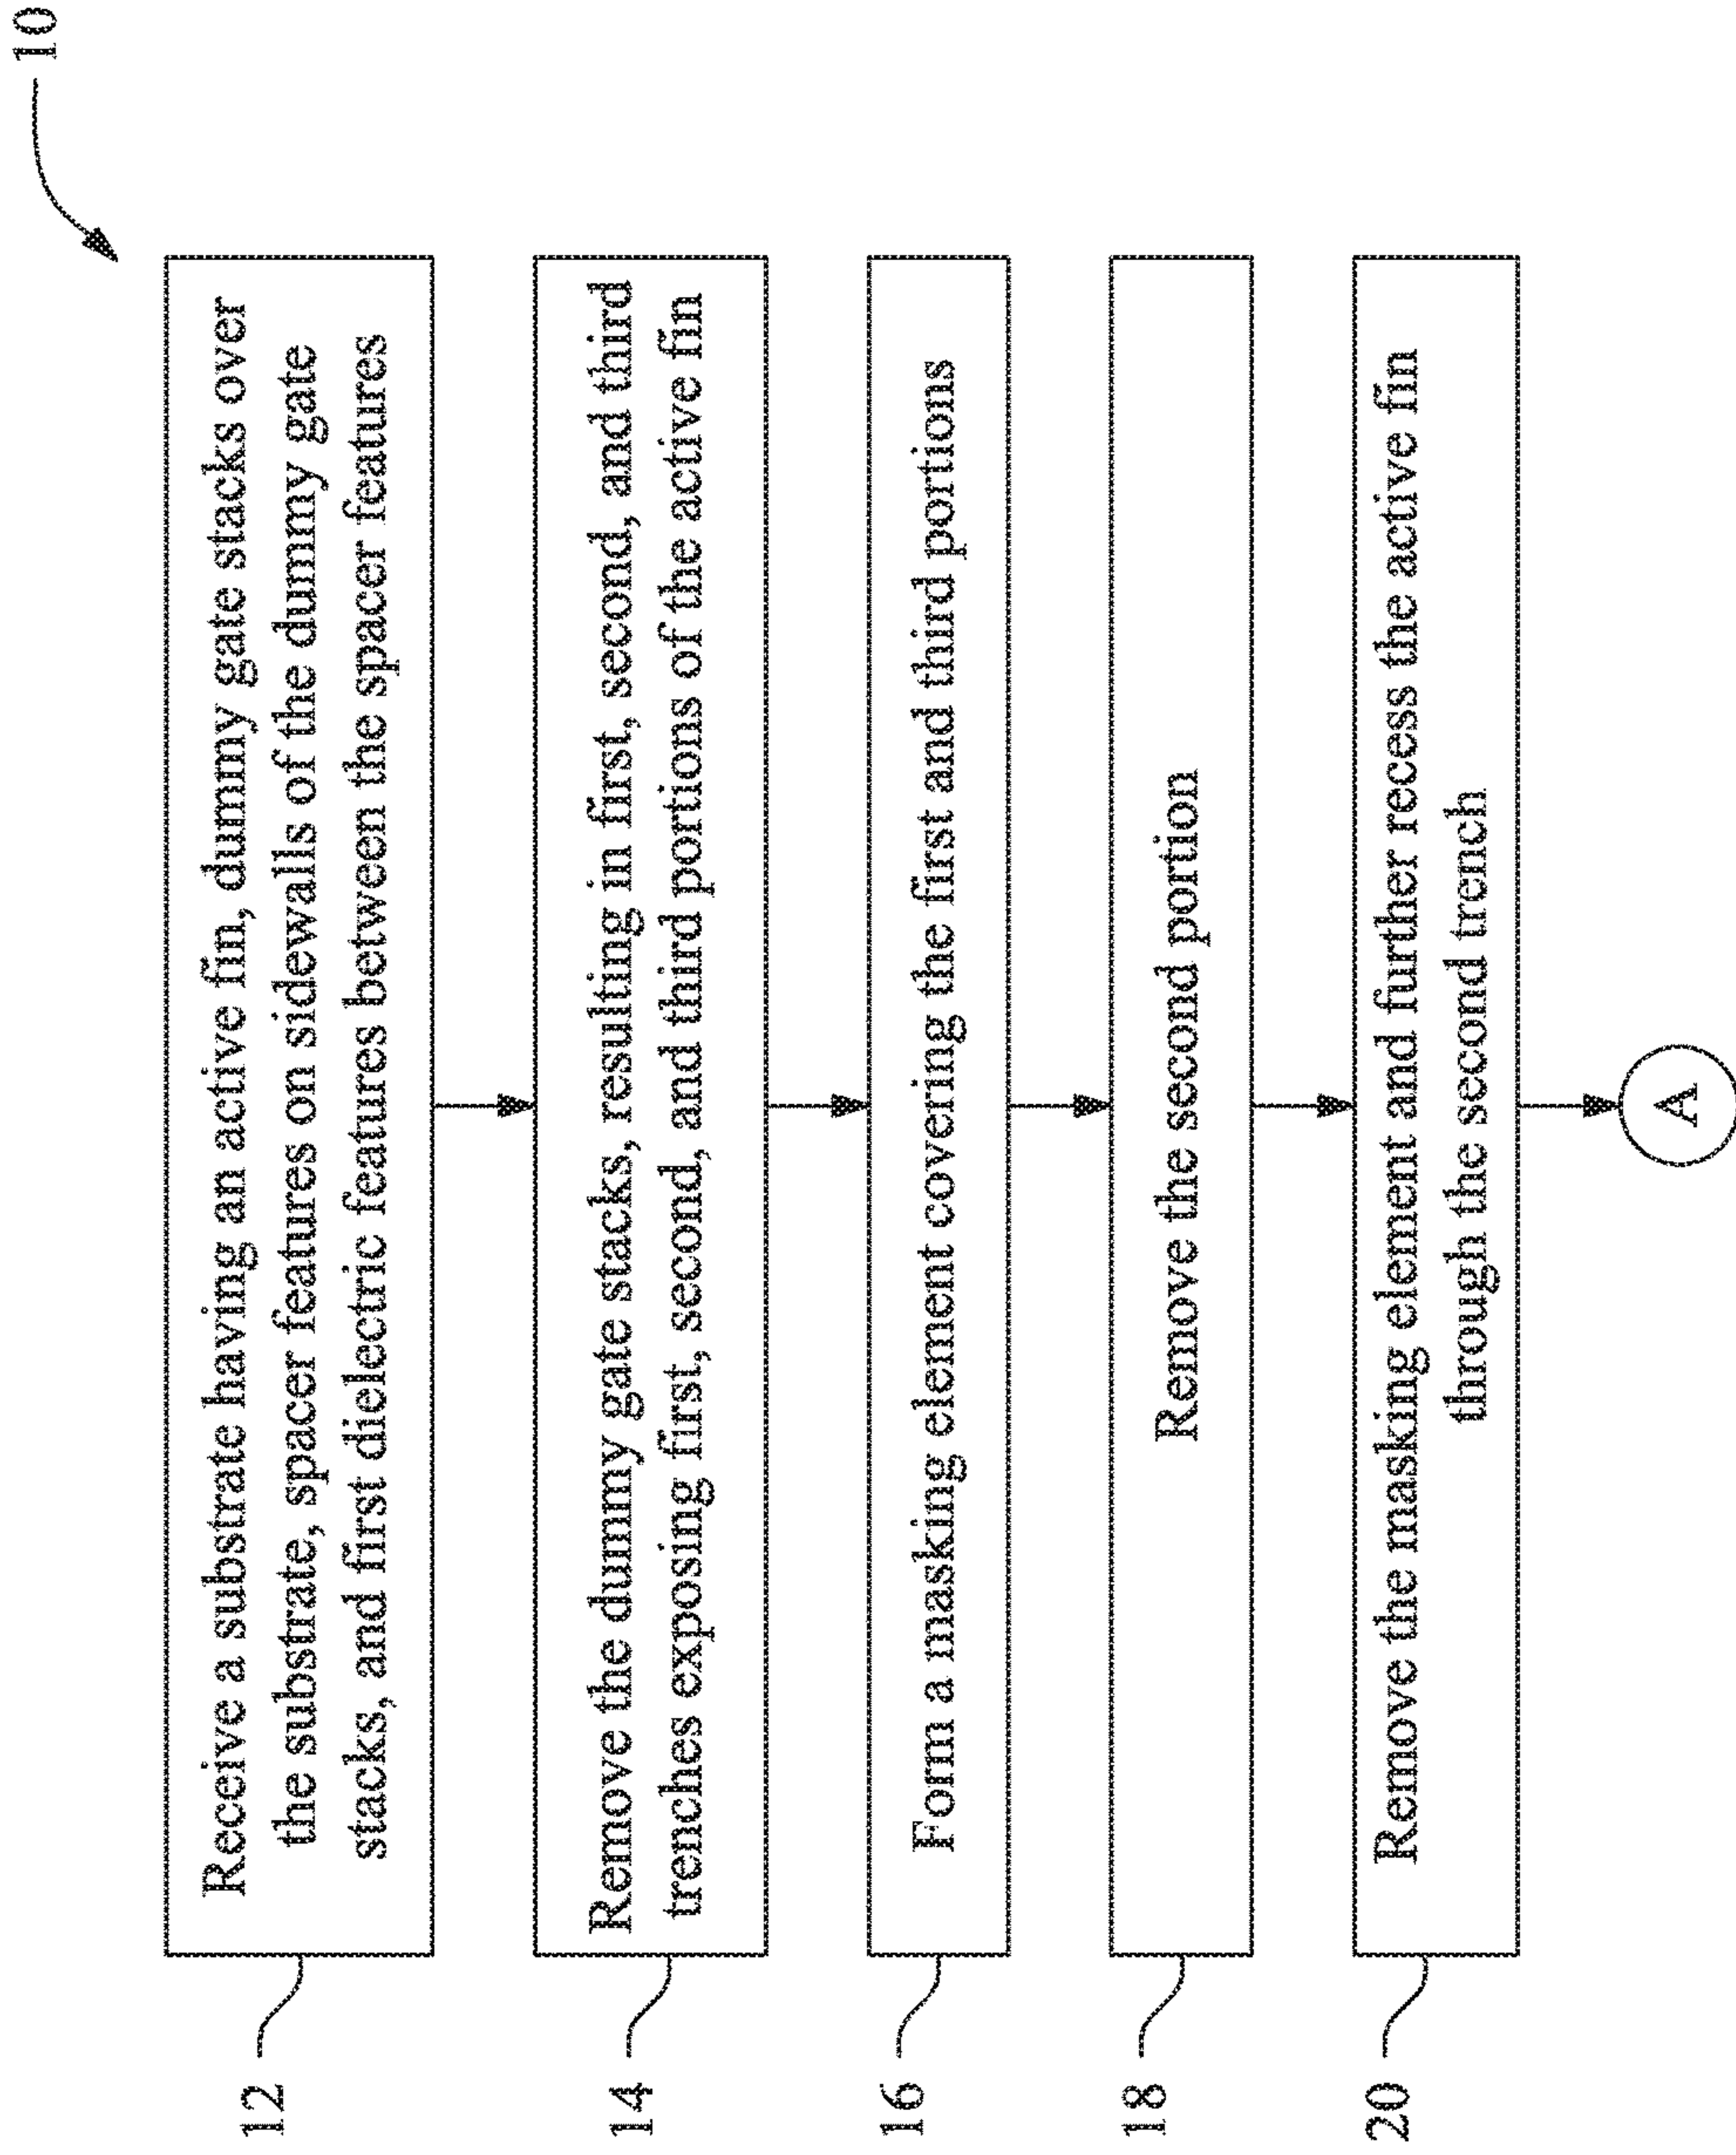 10
12
Receive a substrate having an active fin, dummy gate stacks over
the substrate, spacer features on sidewalls of the dummy gate
stacks, and first dielectric features between the spacer features
14
Remove the dummy gate stacks, resulting in first, second, and third
trenches exposing first, second, and third portions of the active fin
16
Form a masking element covering the first and third portions
18
Remove the second portion
20
Remove the masking element and further recess the active fin
through the second trench
A